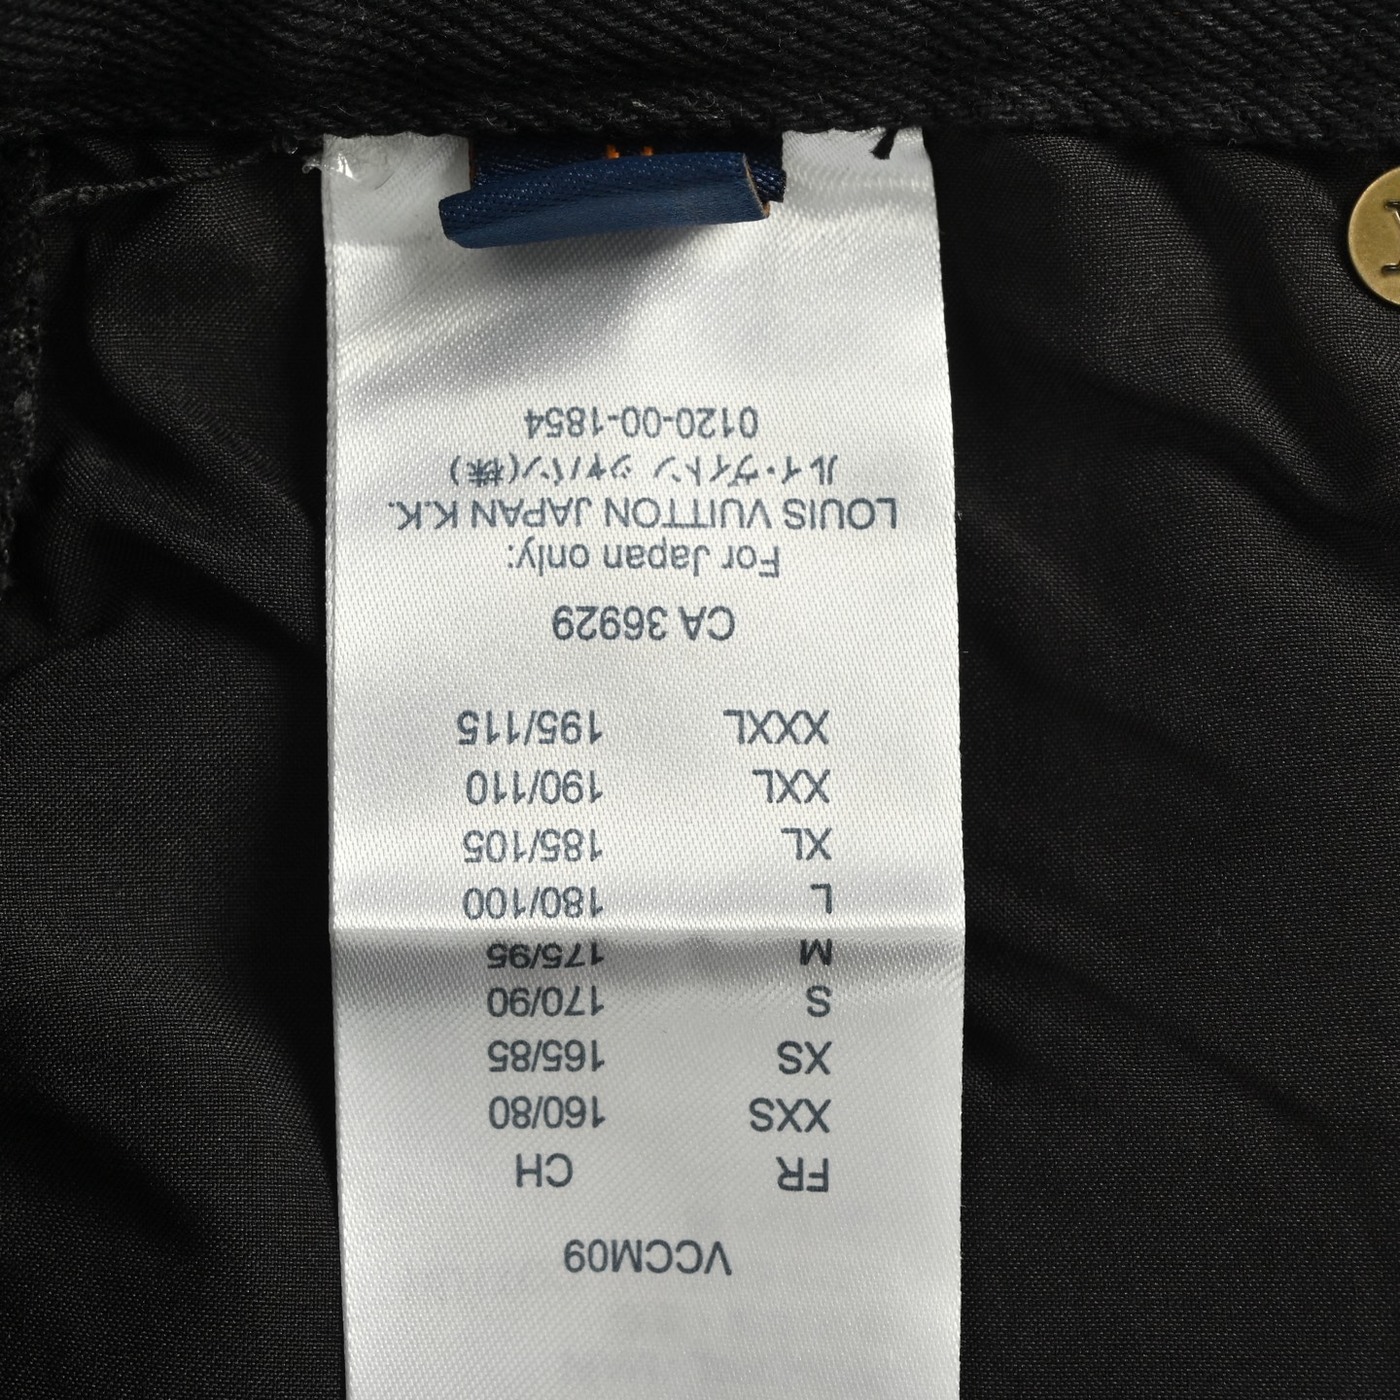 VCCM09
FR CH
XXS 160/80
XS 165/85
S 170/90
M 175/95
L 180/100
XL 185/105
XXL 190/110
XXXL 195/115
CA 36929
For Japan only:
LOUIS VUITTON JAPAN K.K.
ルイ・ヴィトン ジャパン(株)
0120-00-1854